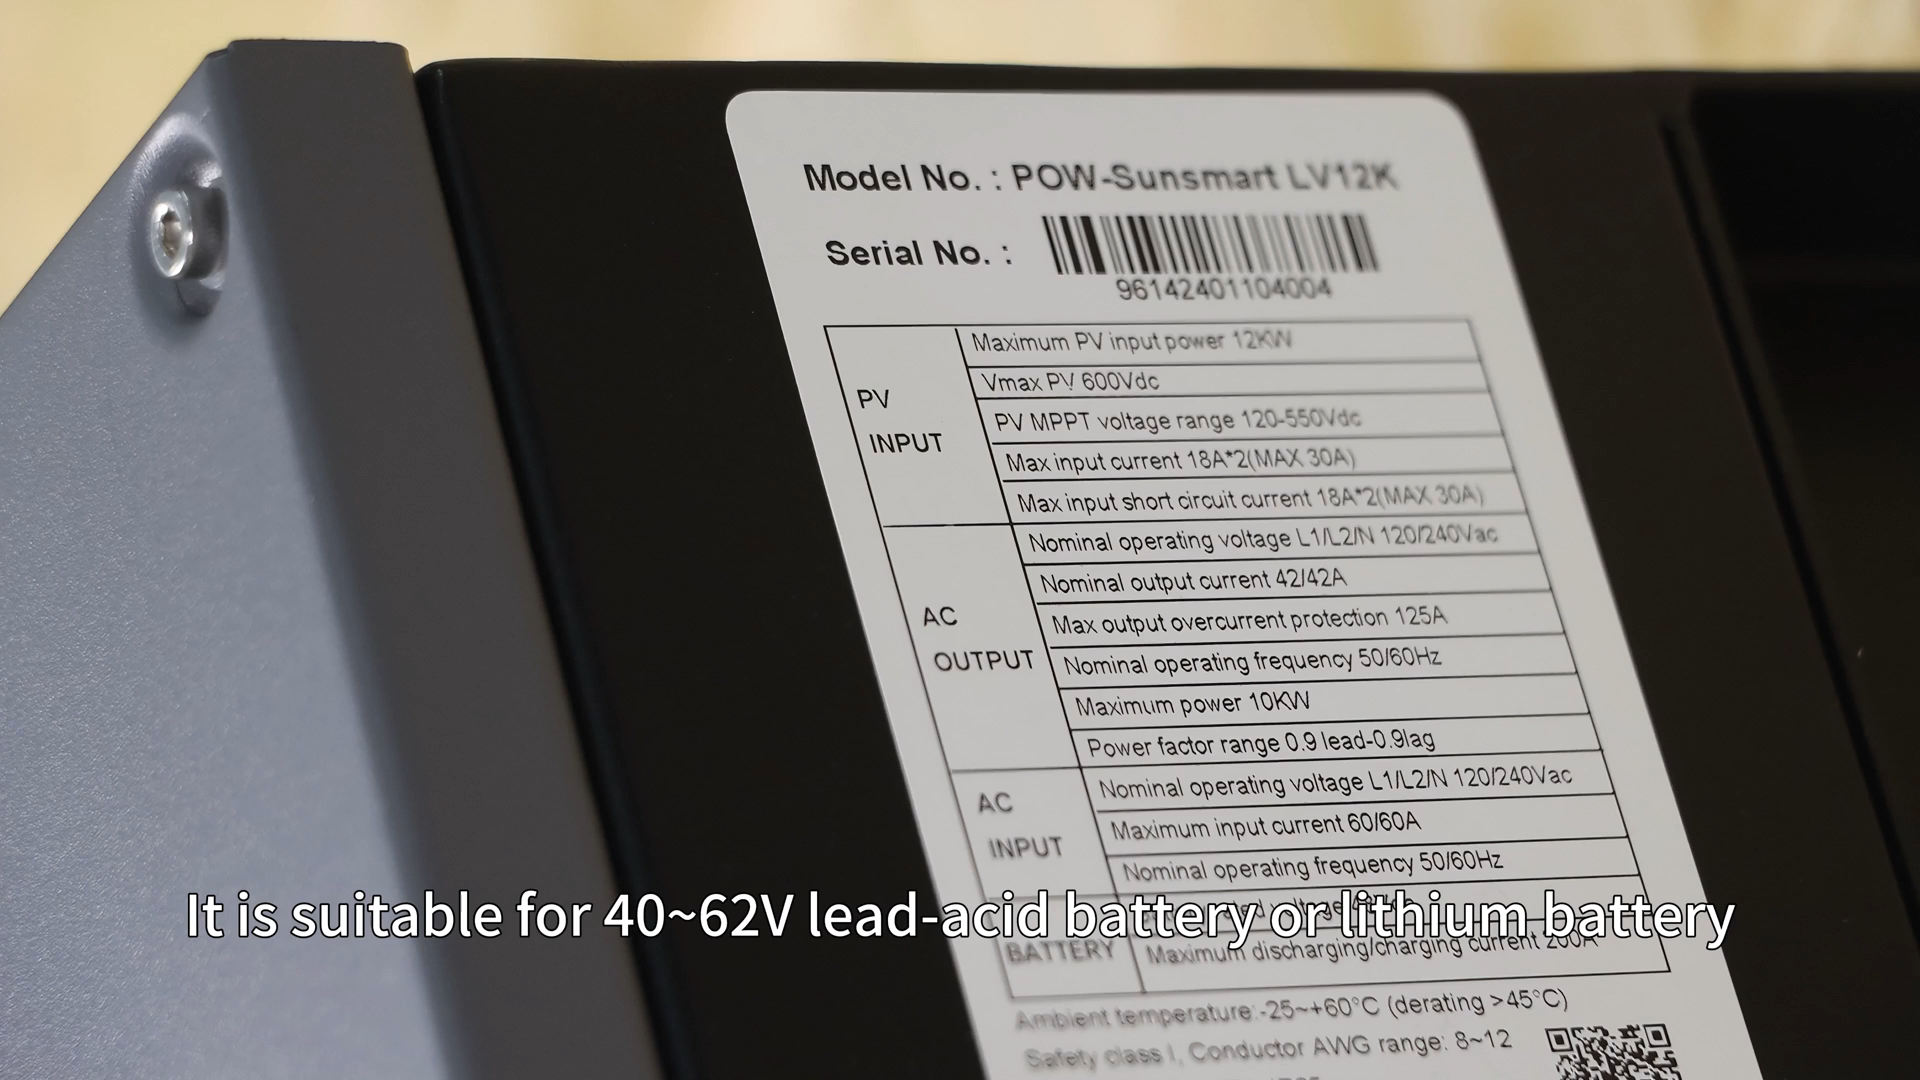 Model No. : POW-Sunsmart LV12K
Serial No. :
96142401104004
PV INPUT
Maximum PV input power 12KW
Vmax PV 600Vdc
PV MPPT voltage range 120-550Vdc
Max input current 18A*2(MAX 30A)
Max input short circuit current 18A*2(MAX 30A)
AC OUTPUT
Nominal operating voltage L1/L2/N 120/240Vac
Nominal output current 42/42A
Max output overcurrent protection 125A
Nominal operating frequency 50/60Hz
Maximum power 10KW
Power factor range 0.9 lead-0.9lag
AC INPUT
Nominal operating voltage L1/L2/N 120/240Vac
Maximum input current 60/60A
Nominal operating frequency 50/60Hz
It is suitable for 40~62V lead-acid battery or lithium battery
BATTERY
voltage
Maximum discharging/charging current 200A
Ambient temperature:-25~+60°C (derating >45°C)
Safety class I, Conductor AWG range: 8~12